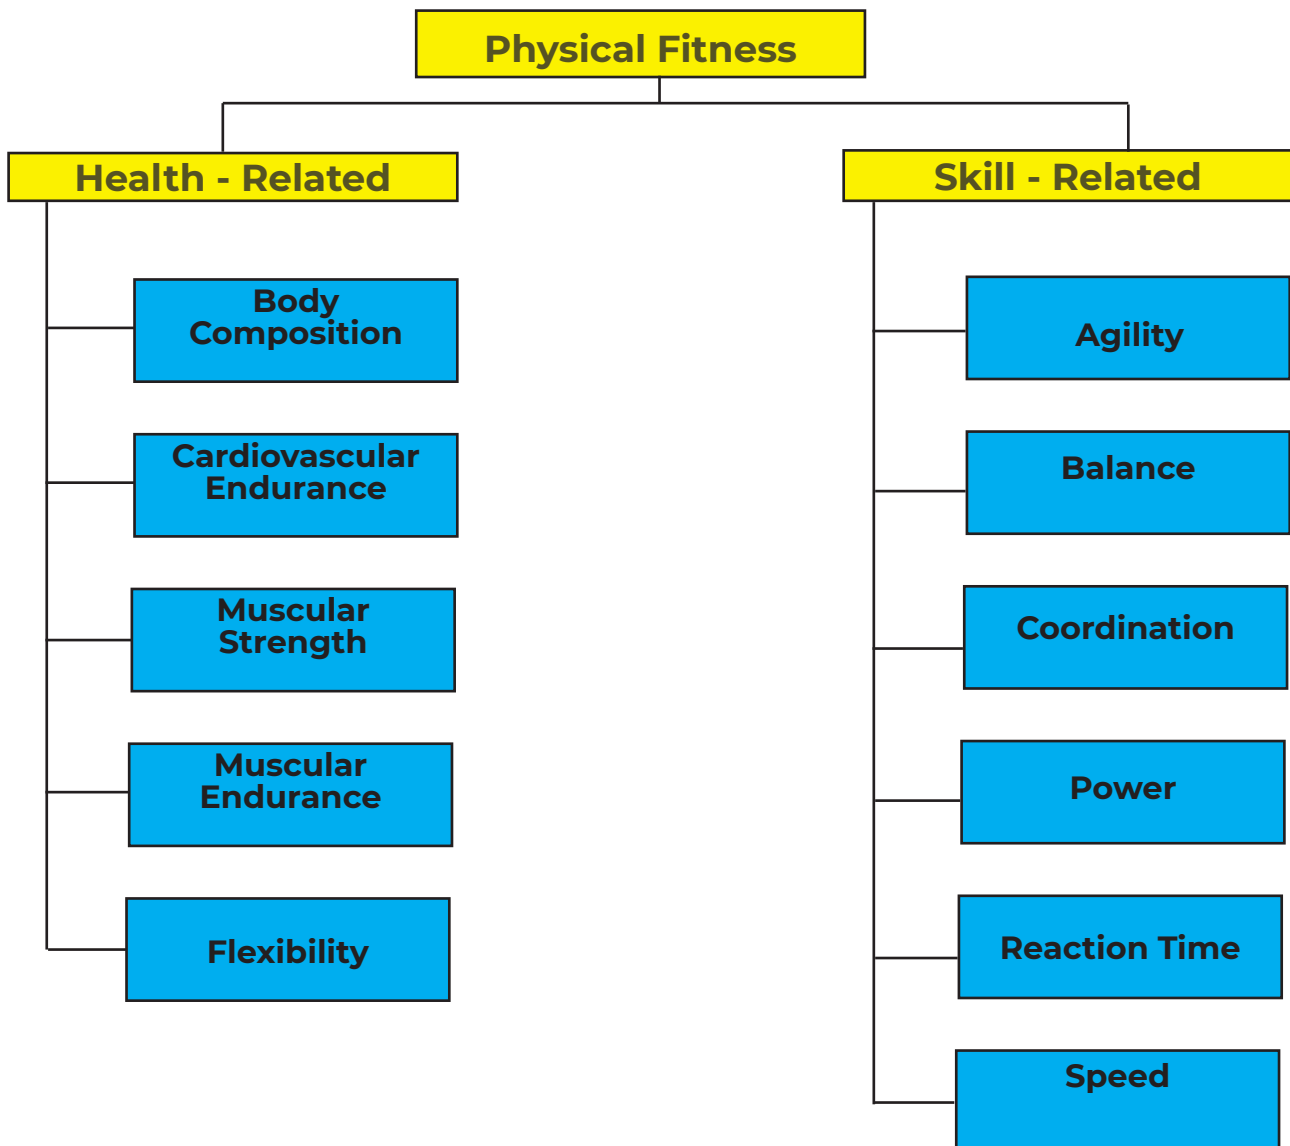 Physical Fitness
Health - Related
Body
Composition
Cardiovascular
Endurance
Muscular
Strength
Muscular
Endurance
Flexibility
Skill - Related
Agility
Balance
Coordination
Power
Reaction Time
Speed